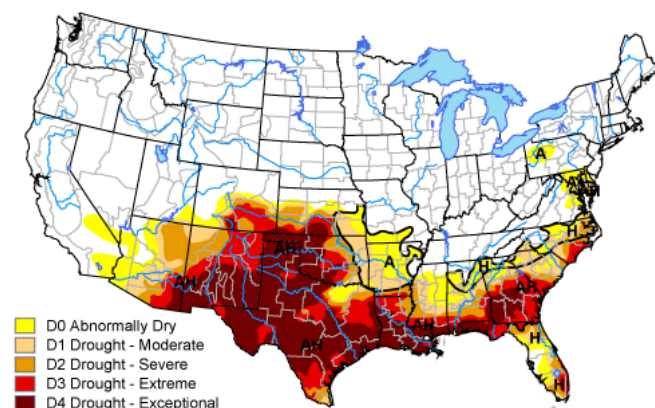 A
H
AH
A
H
AH
AH
AH
H
AH
H
D0 Abnormally Dry
D1 Drought - Moderate
D2 Drought - Severe
D3 Drought - Extreme
D4 Drought - Exceptional